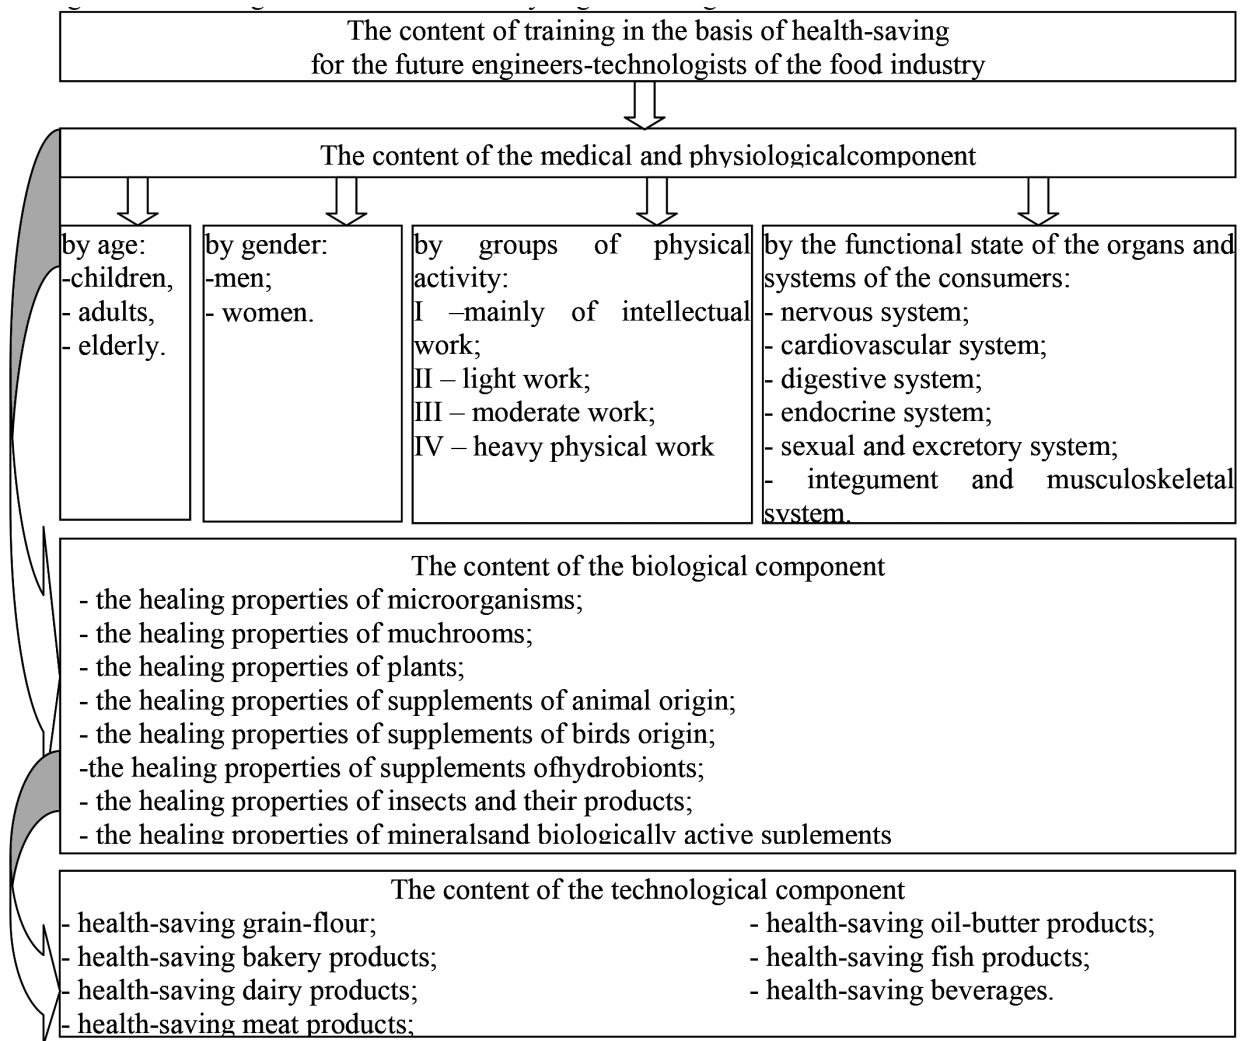 The content of training in the basis of health-saving
for the future engineers-technologists of the food industry
The content of the medical and physiologicalcomponent
by age:
-children,
- adults,
- elderly.
by gender:
-men;
- women.
by groups of physical
activity:
I –mainly of intellectual
work;
II – light work;
III – moderate work;
IV – heavy physical work
by the functional state of the organs and
systems of the consumers:
- nervous system;
- cardiovascular system;
- digestive system;
- endocrine system;
- sexual and excretory system;
- integument and musculoskeletal
system.
The content of the biological component
- the healing properties of microorganisms;
- the healing properties of muchrooms;
- the healing properties of plants;
- the healing properties of supplements of animal origin;
- the healing properties of supplements of birds origin;
-the healing properties of supplements ofhydrobionts;
- the healing properties of insects and their products;
- the healing properties of mineralsand biologically active suplements
The content of the technological component
- health-saving grain-flour;
- health-saving bakery products;
- health-saving dairy products;
- health-saving meat products;
- health-saving oil-butter products;
- health-saving fish products;
- health-saving beverages.